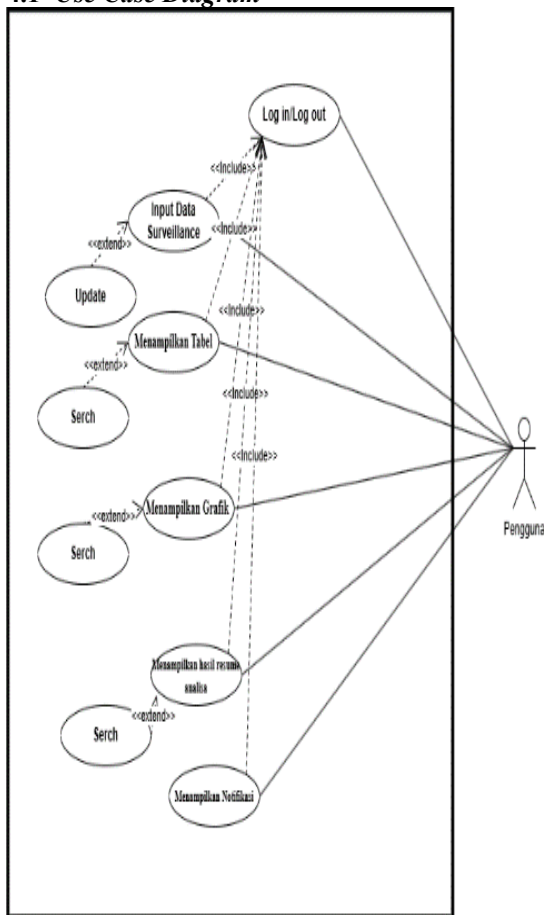 4.1 Use Case Diagram
Log in/Log out
<<Include>>
Input Data
Surveillance
<<Include>>
<<extend>>
Update
<<Include>>
Menampilkan Tabel
<<extend>>
Serch
<<Include>>
Pengguna
<<Include>>
Menampilkan Grafik
<<extend>>
Serch
Menampilkan hasil resume
analisa
<<extend>>
Serch
Menampilkan Notifikasi